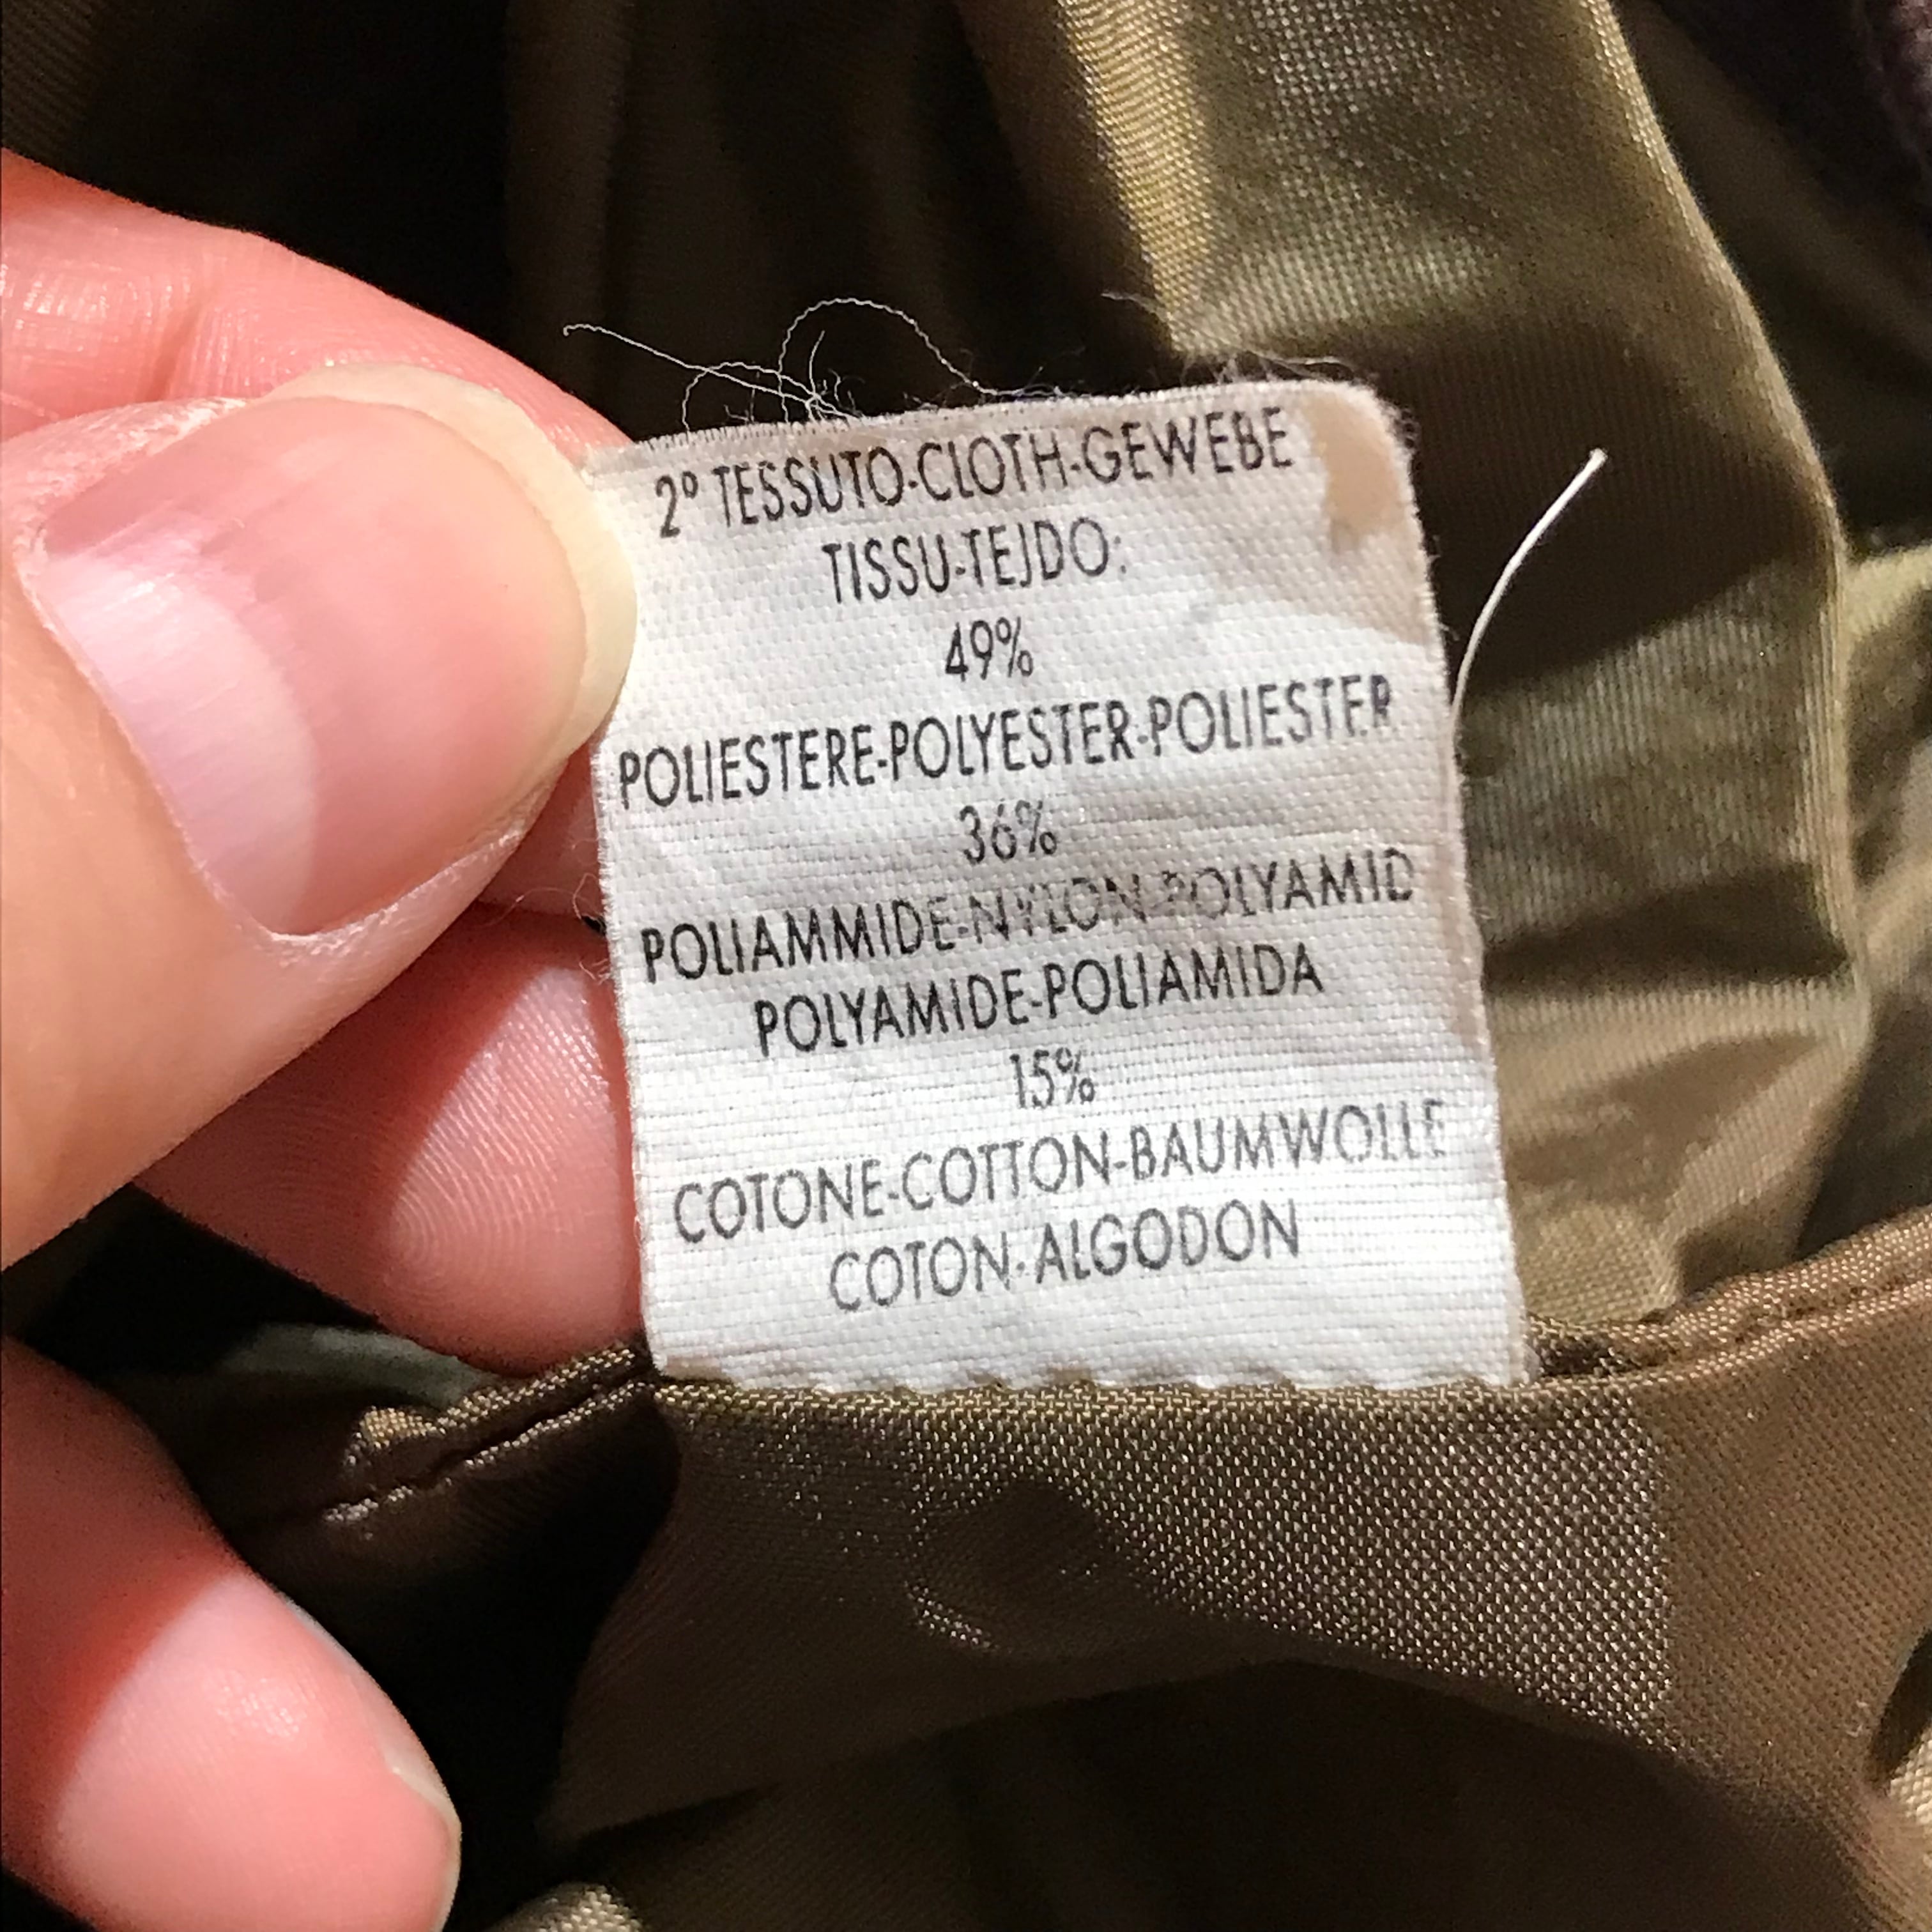 2° TESSUTO-CLOTH-GEWEBE
TISSU-TEJDO:
49%
POLIESTERE-POLYESTER-POLIESTER
36%
POLIAMMIDE-NYLON-POLYAMID
POLYAMIDE-POLIAMIDA
15%
COTONE-COTTON-BAUMWOLLE
COTON-ALGODON